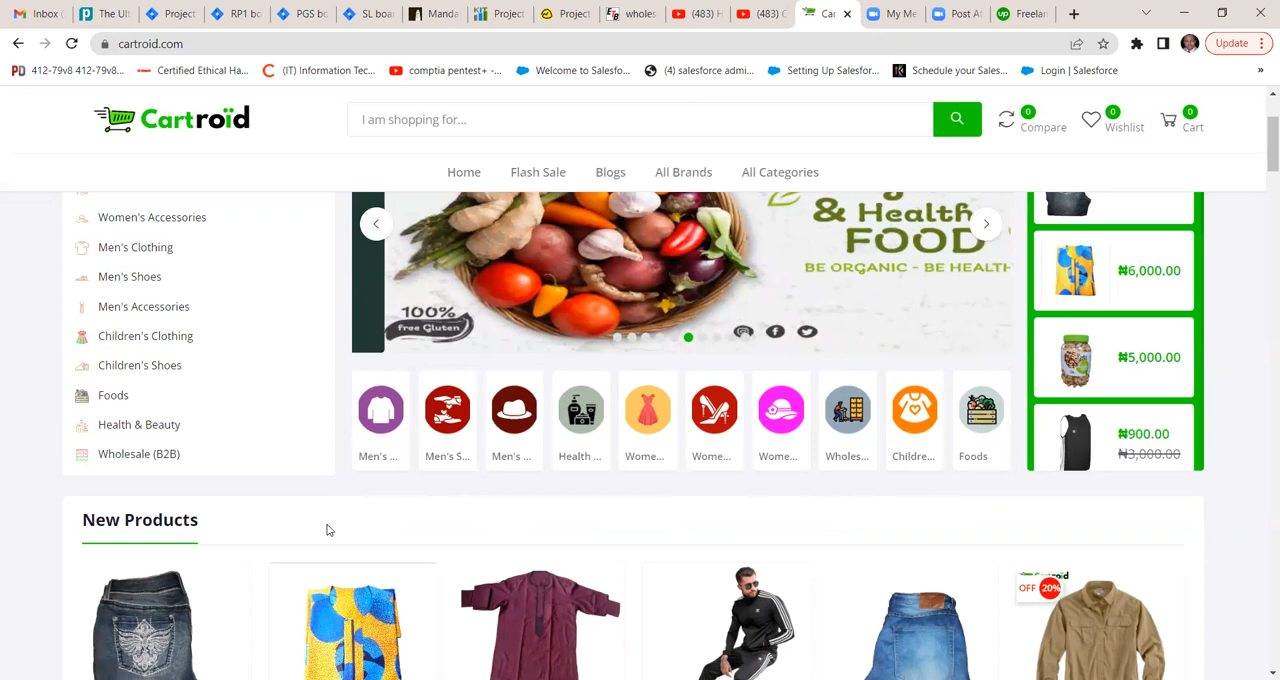 Inbox (
The Ult
Project
RP1 bo
PGS bo
SL boa
Manda
Project
Project
wholes
(483) H
(483) C
Car
My Me
Post A
Freelan
cartroid.com
Update
412-79v8 412-79v8...
Certified Ethical Ha...
(IT) Information Tec...
comptia pentest+ -...
Welcome to Salesfo...
(4) salesforce admi...
Setting Up Salesfor...
Schedule your Sales...
Login | Salesforce
»
Cartroïd
I am shopping for...
0
Compare
0
Wishlist
0
Cart
Home
Flash Sale
Blogs
All Brands
All Categories
Women's Accessories
Men's Clothing
Men's Shoes
Men's Accessories
Children's Clothing
Children's Shoes
Foods
Health & Beauty
Wholesale (B2B)
& Health
FOOD
BE ORGANIC - BE HEALTH
100%
free Gluten
Men's ...
Men's S...
Men's ...
Health ...
Wome...
Wome...
Wome...
Wholes...
Childre...
Foods
₦6,000.00
₦5,000.00
₦900.00
₦3,000.00
New Products
OFF 20%